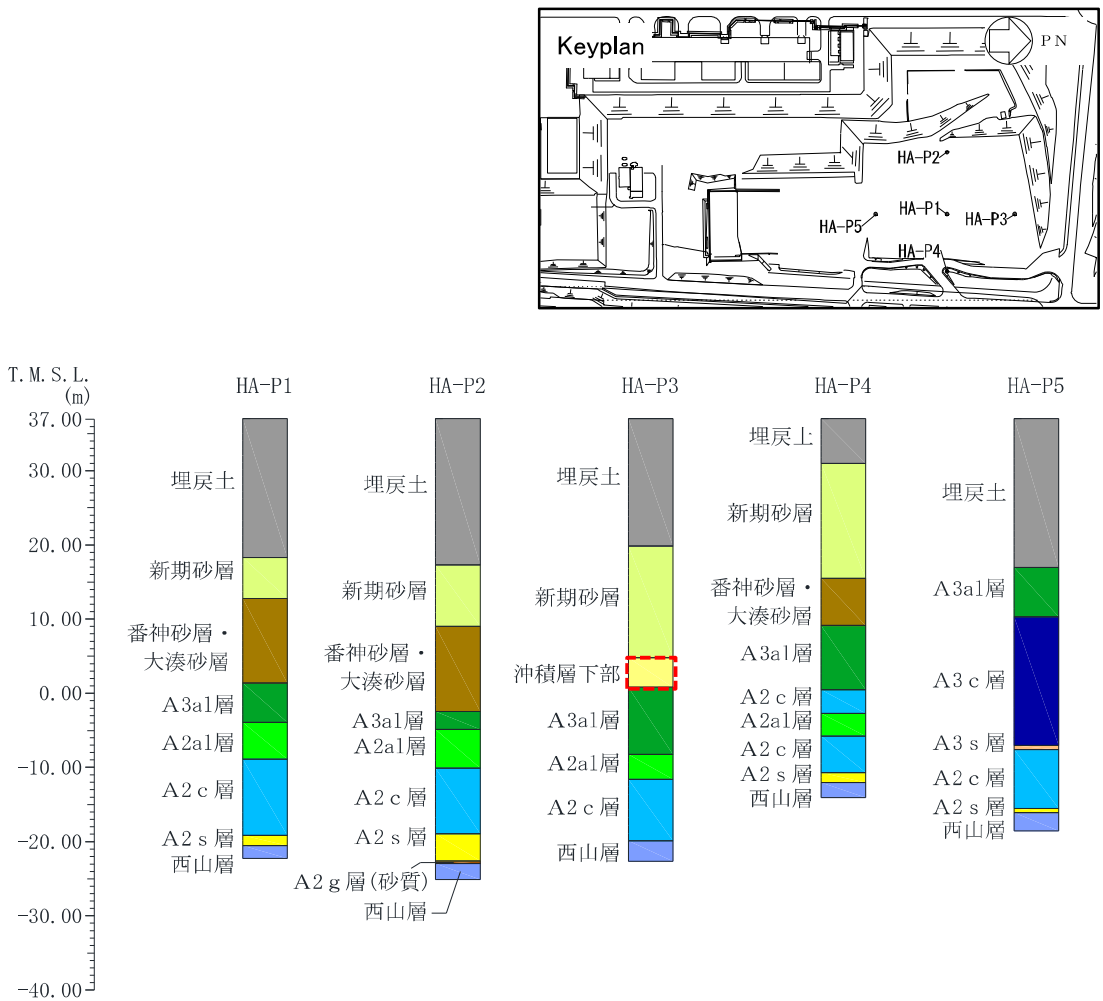 Keyplan
PN
HA-P2
HA-P5
HA-P1
HA-P3
HA-P4
T.M.S.L.
(m)
37.00
30.00
20.00
10.00
0.00
-10.00
-20.00
-30.00
-40.00
HA-P1
埋戻土
新期砂層
番神砂層・
大湊砂層
A3al層
A2al層
A2c層
A2s層
西山層
HA-P2
埋戻土
新期砂層
番神砂層・
大湊砂層
A3al層
A2al層
A2c層
A2s層
A2g層(砂質)
西山層
HA-P3
埋戻土
新期砂層
沖積層下部
A3al層
A2al層
A2c層
西山層
HA-P4
埋戻土
新期砂層
番神砂層・
大湊砂層
A3al層
A2c層
A2al層
A2c層
A2s層
西山層
HA-P5
埋戻土
A3al層
A3c層
A3s層
A2c層
A2s層
西山層